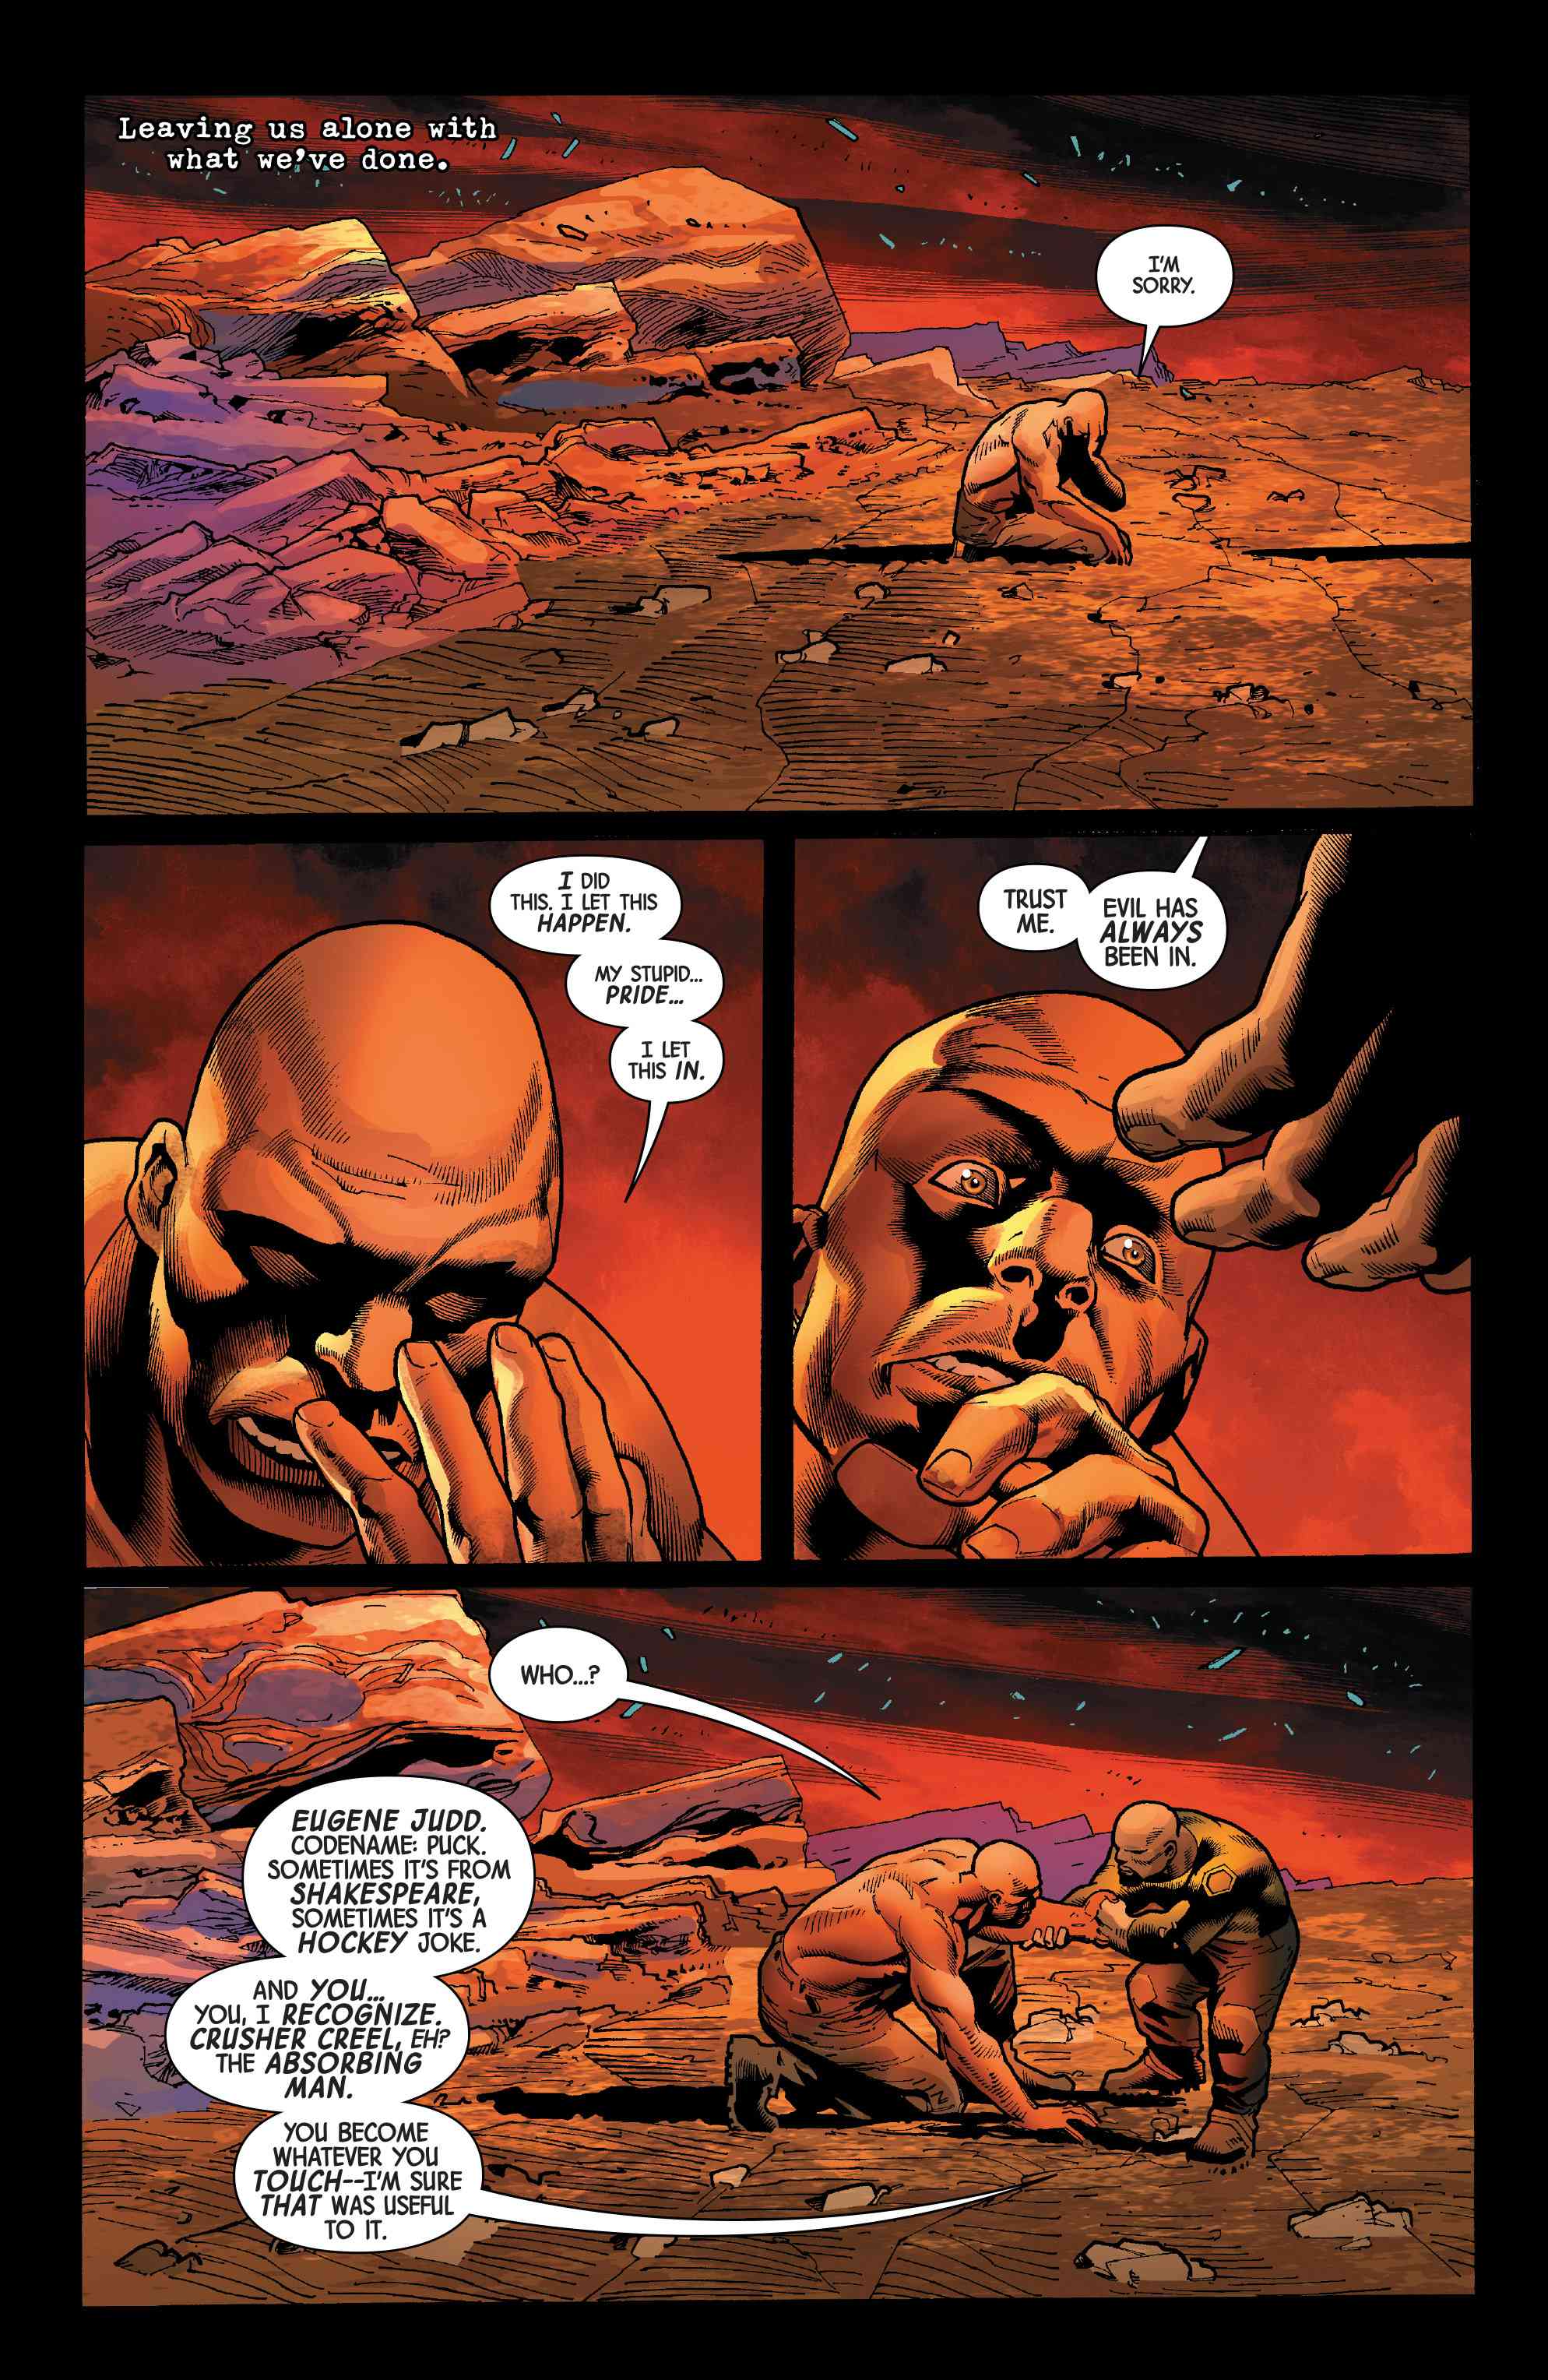 Leaving us alone with
what we've done.
I'M
SORRY.
I DID
THIS. I LET THIS
HAPPEN.
MY STUPID...
PRIDE...
I LET
THIS IN.
TRUST
ME.
EVIL HAS
ALWAYS
BEEN IN.
WHO...?
EUGENE JUDD.
CODENAME: PUCK.
SOMETIMES IT'S FROM
SHAKESPEARE,
SOMETIMES IT'S A
HOCKEY JOKE.
AND YOU...
YOU, I RECOGNIZE.
CRUSHER CREEL, EH?
THE ABSORBING
MAN.
YOU BECOME
WHATEVER YOU
TOUCH--I'M SURE
THAT WAS USEFUL
TO IT.